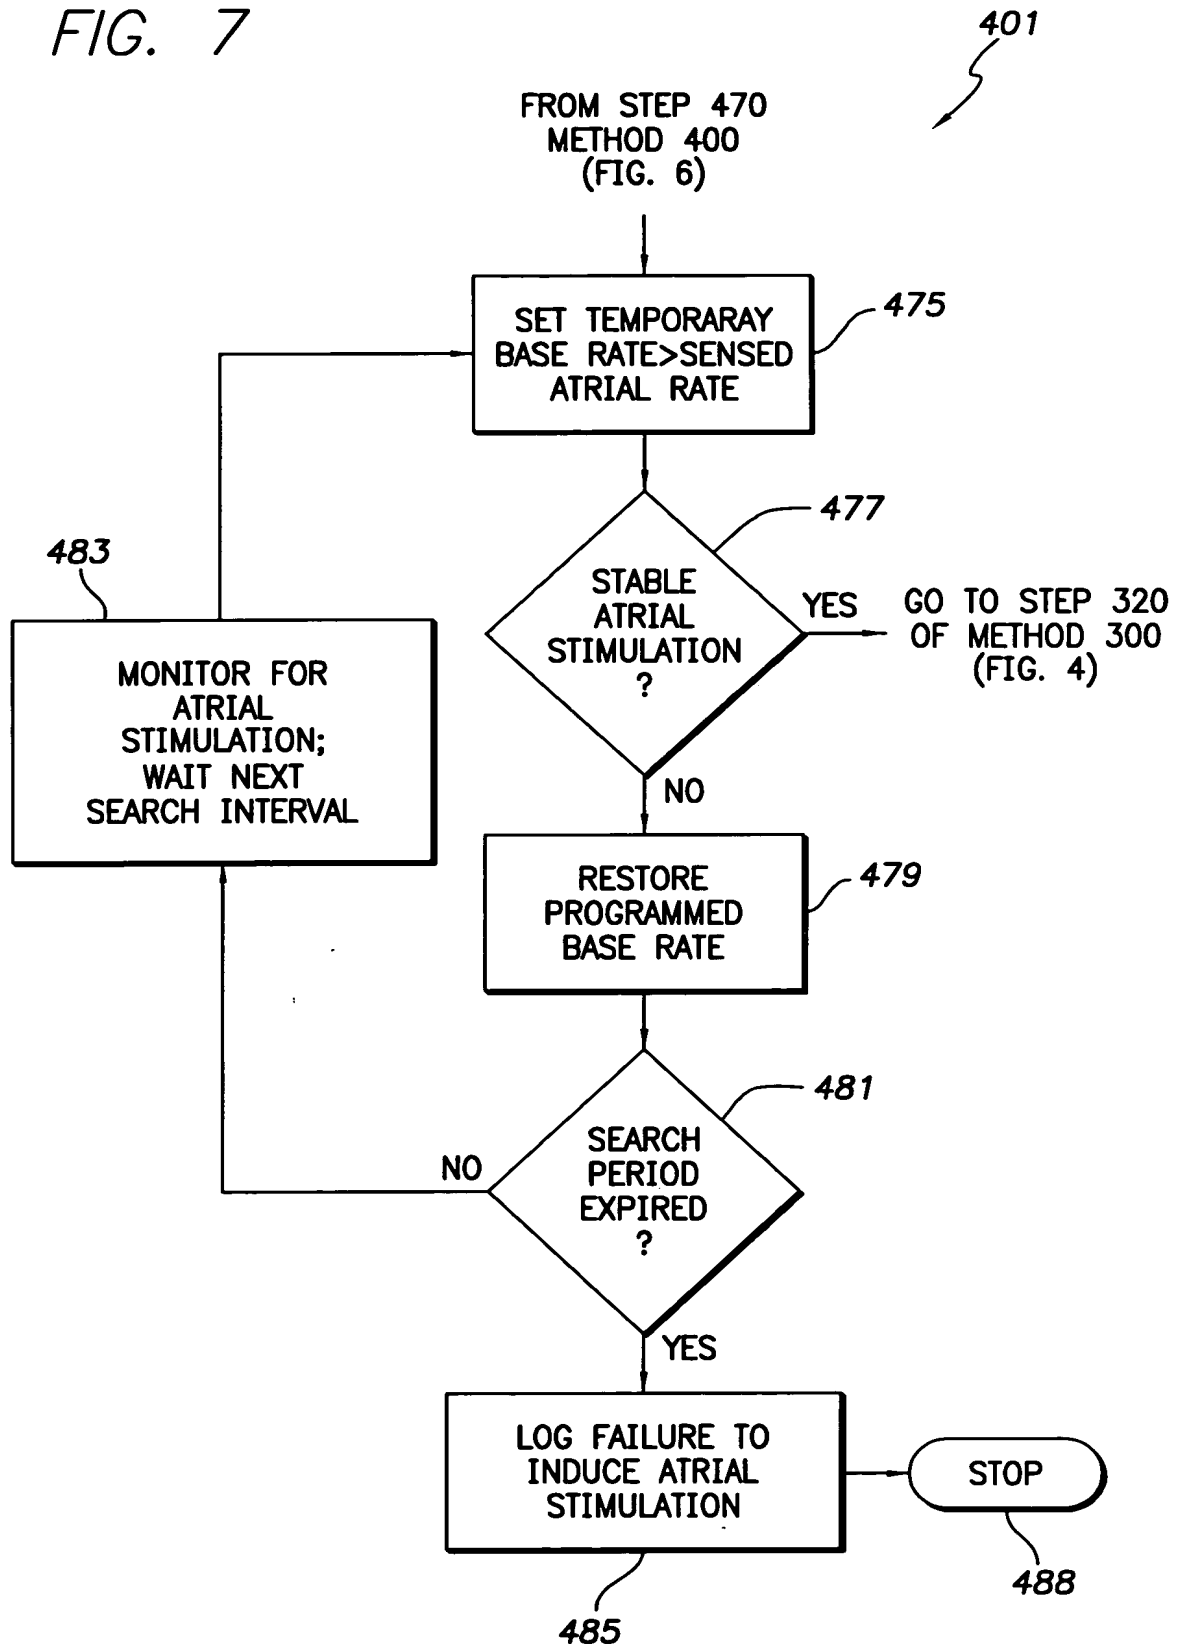 FIG. 7
401
FROM STEP 470
METHOD 400
(FIG. 6)
SET TEMPORARAY
BASE RATE>SENSED
ATRIAL RATE
475
STABLE
ATRIAL
STIMULATION
?
477
YES
GO TO STEP 320
OF METHOD 300
(FIG. 4)
483
MONITOR FOR
ATRIAL
STIMULATION;
WAIT NEXT
SEARCH INTERVAL
NO
RESTORE
PROGRAMMED
BASE RATE
479
SEARCH
PERIOD
EXPIRED
?
481
NO
YES
LOG FAILURE TO
INDUCE ATRIAL
STIMULATION
485
STOP
488